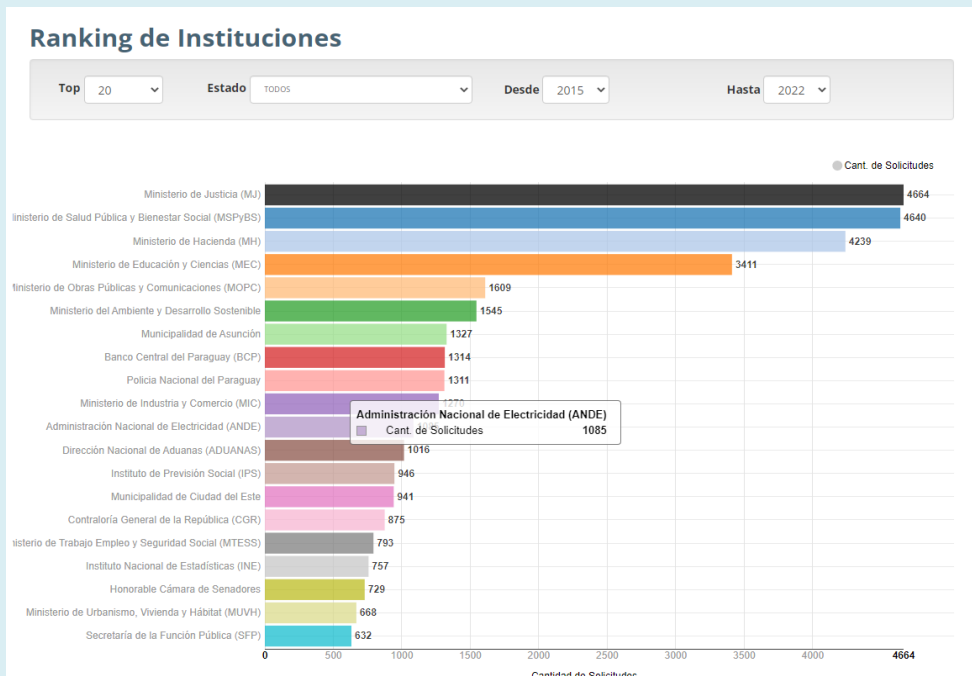 Ranking de Instituciones
Top 20 Estado TODOS Desde 2015 Hasta 2022
Cant. de Solicitudes
Ministerio de Justicia (MJ) 4664
inisterio de Salud Pública y Bienestar Social (MSPyBS) 4640
Ministerio de Hacienda (MH) 4239
Ministerio de Educación y Ciencias (MEC) 3411
inisterio de Obras Públicas y Comunicaciones (MOPC) 1609
Ministerio del Ambiente y Desarrollo Sostenible 1545
Municipalidad de Asunción 1327
Banco Central del Paraguay (BCP) 1314
Policia Nacional del Paraguay 1311
Ministerio de Industria y Comercio (MIC) 1270
Administración Nacional de Electricidad (ANDE)
Administración Nacional de Electricidad (ANDE)
Cant. de Solicitudes 1085
Dirección Nacional de Aduanas (ADUANAS) 1016
Instituto de Previsión Social (IPS) 946
Municipalidad de Ciudad del Este 941
Contraloría General de la República (CGR) 875
isterio de Trabajo Empleo y Seguridad Social (MTESS) 793
Instituto Nacional de Estadísticas (INE) 757
Honorable Cámara de Senadores 729
Ministerio de Urbanismo, Vivienda y Hábitat (MUVH) 668
Secretaría de la Función Pública (SFP) 632
0 500 1000 1500 2000 2500 3000 3500 4000 4664
Cantidad de Solicitudes